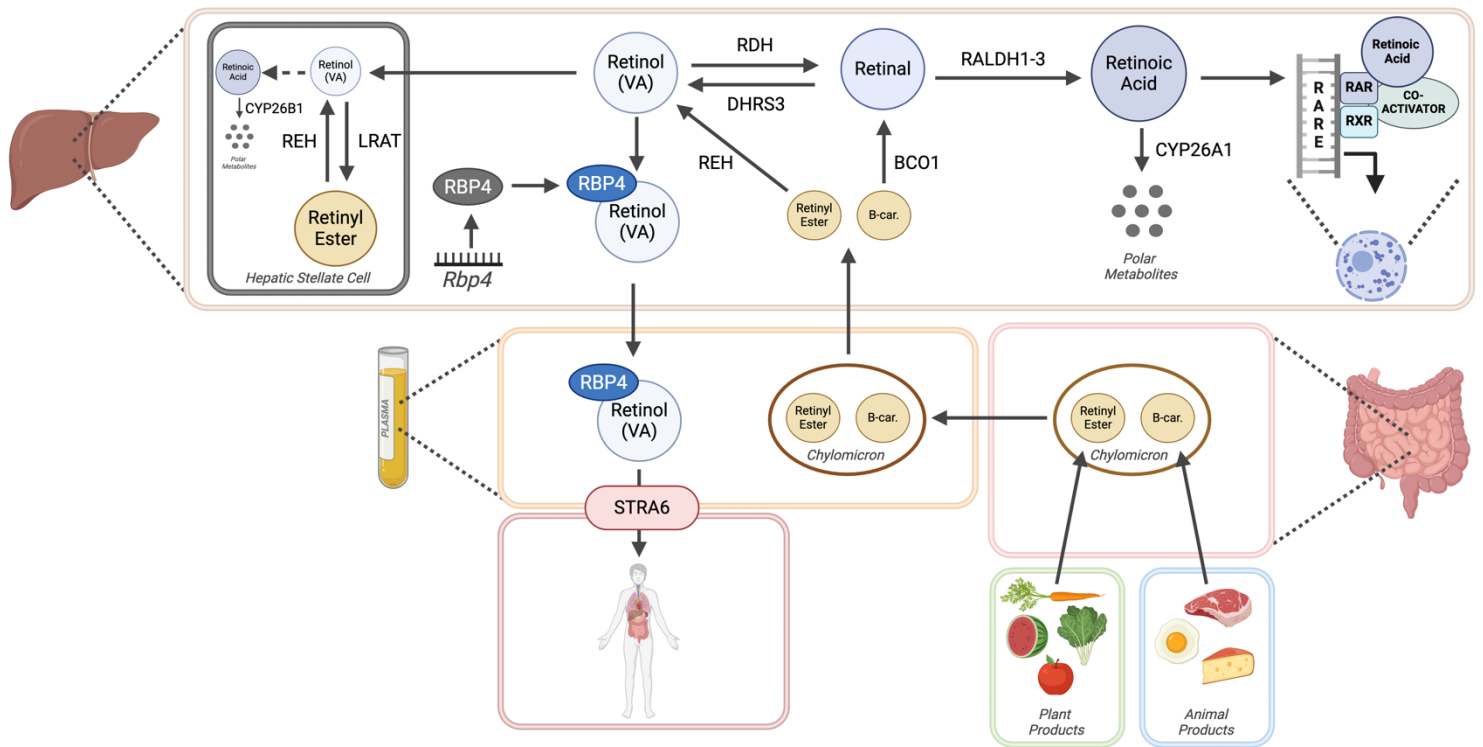 Retinoic
Acid
Retinol
(VA)
CYP26B1
Polar
Metabolites
REH
LRAT
Retinyl
Ester
Hepatic Stellate Cell
Retinol
(VA)
RDH
DHRS3
Retinal
RALDH1-3
Retinoic
Acid
CYP26A1
Polar
Metabolites
RARE
RAR
RXR
Retinoic
Acid
CO-
ACTIVATOR
RBP4
Rbp4
RBP4
Retinol
(VA)
REH
BCO1
Retinyl
Ester
B-car.
PLASMA
RBP4
Retinol
(VA)
Retinyl
Ester
B-car.
Chylomicron
Retinyl
Ester
B-car.
Chylomicron
STRA6
Plant
Products
Animal
Products